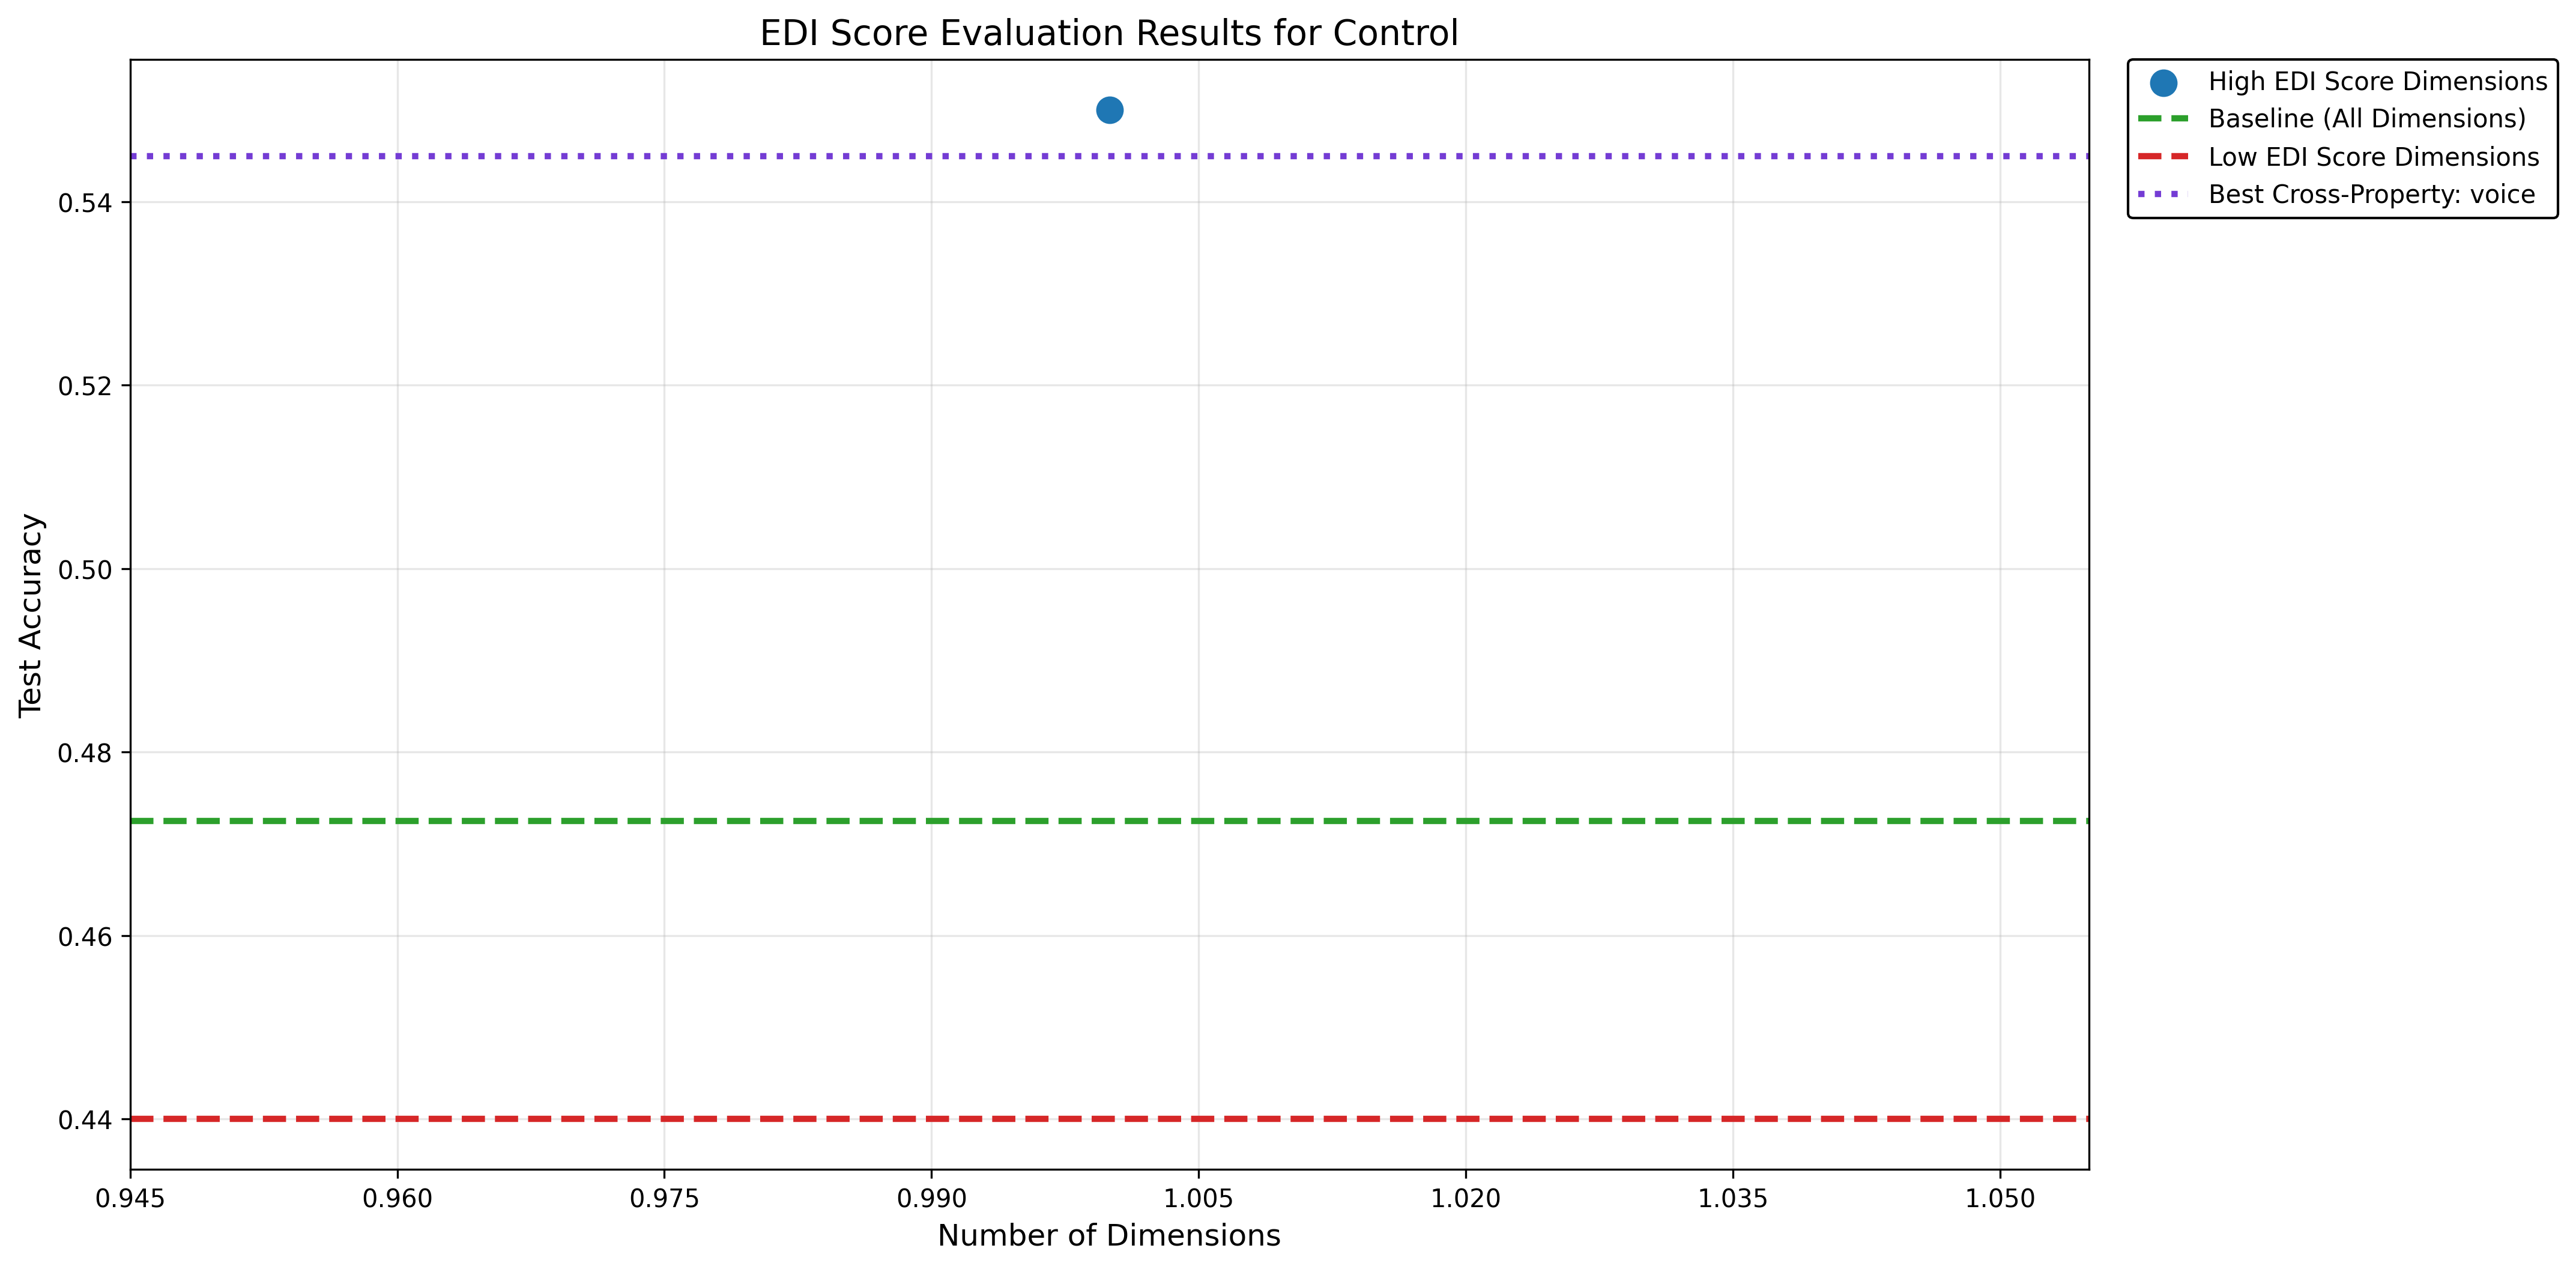 EDI Score Evaluation Results for Control
High EDI Score Dimensions
Baseline (All Dimensions)
Low EDI Score Dimensions
Best Cross-Property: voice
Test Accuracy
0.54
0.52
0.50
0.48
0.46
0.44
0.945 0.960 0.975 0.990 1.005 1.020 1.035 1.050
Number of Dimensions